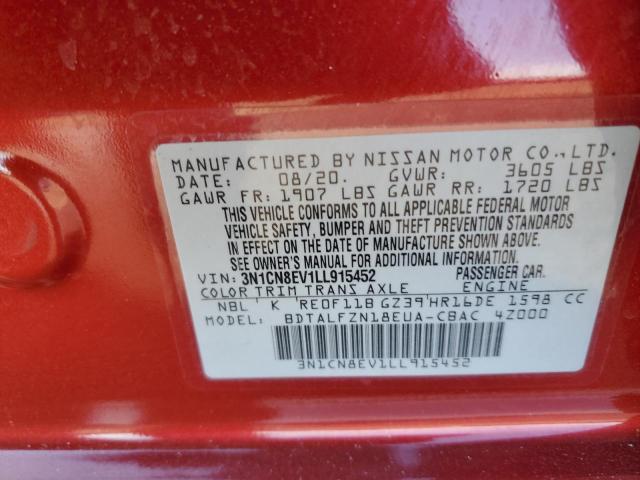 MANUFACTURED BY NISSAN MOTOR CO., LTD.
DATE: 08/20. GVWR: 3605 LBS
GAWR FR: 1907 LBS GAWR RR: 1720 LBS
THIS VEHICLE CONFORMS TO ALL APPLICABLE FEDERAL MOTOR
VEHICLE SAFETY, BUMPER AND THEFT PREVENTION STANDARDS
IN EFFECT ON THE DATE OF MANUFACTURE SHOWN ABOVE.
SEE OWNER'S MANUAL FOR ADDITIONAL INFORMATION.
VIN: 3N1CN8EV1LL915452 PASSENGER CAR.
COLOR TRIM TRANS AXLE ENGINE
NBL ' K 'RE0F11B GZ39'HR16DE 1598 CC
MODEL: BDTALFZN18EUA-CBAC 4Z000
3N1CN8EV1LL915452